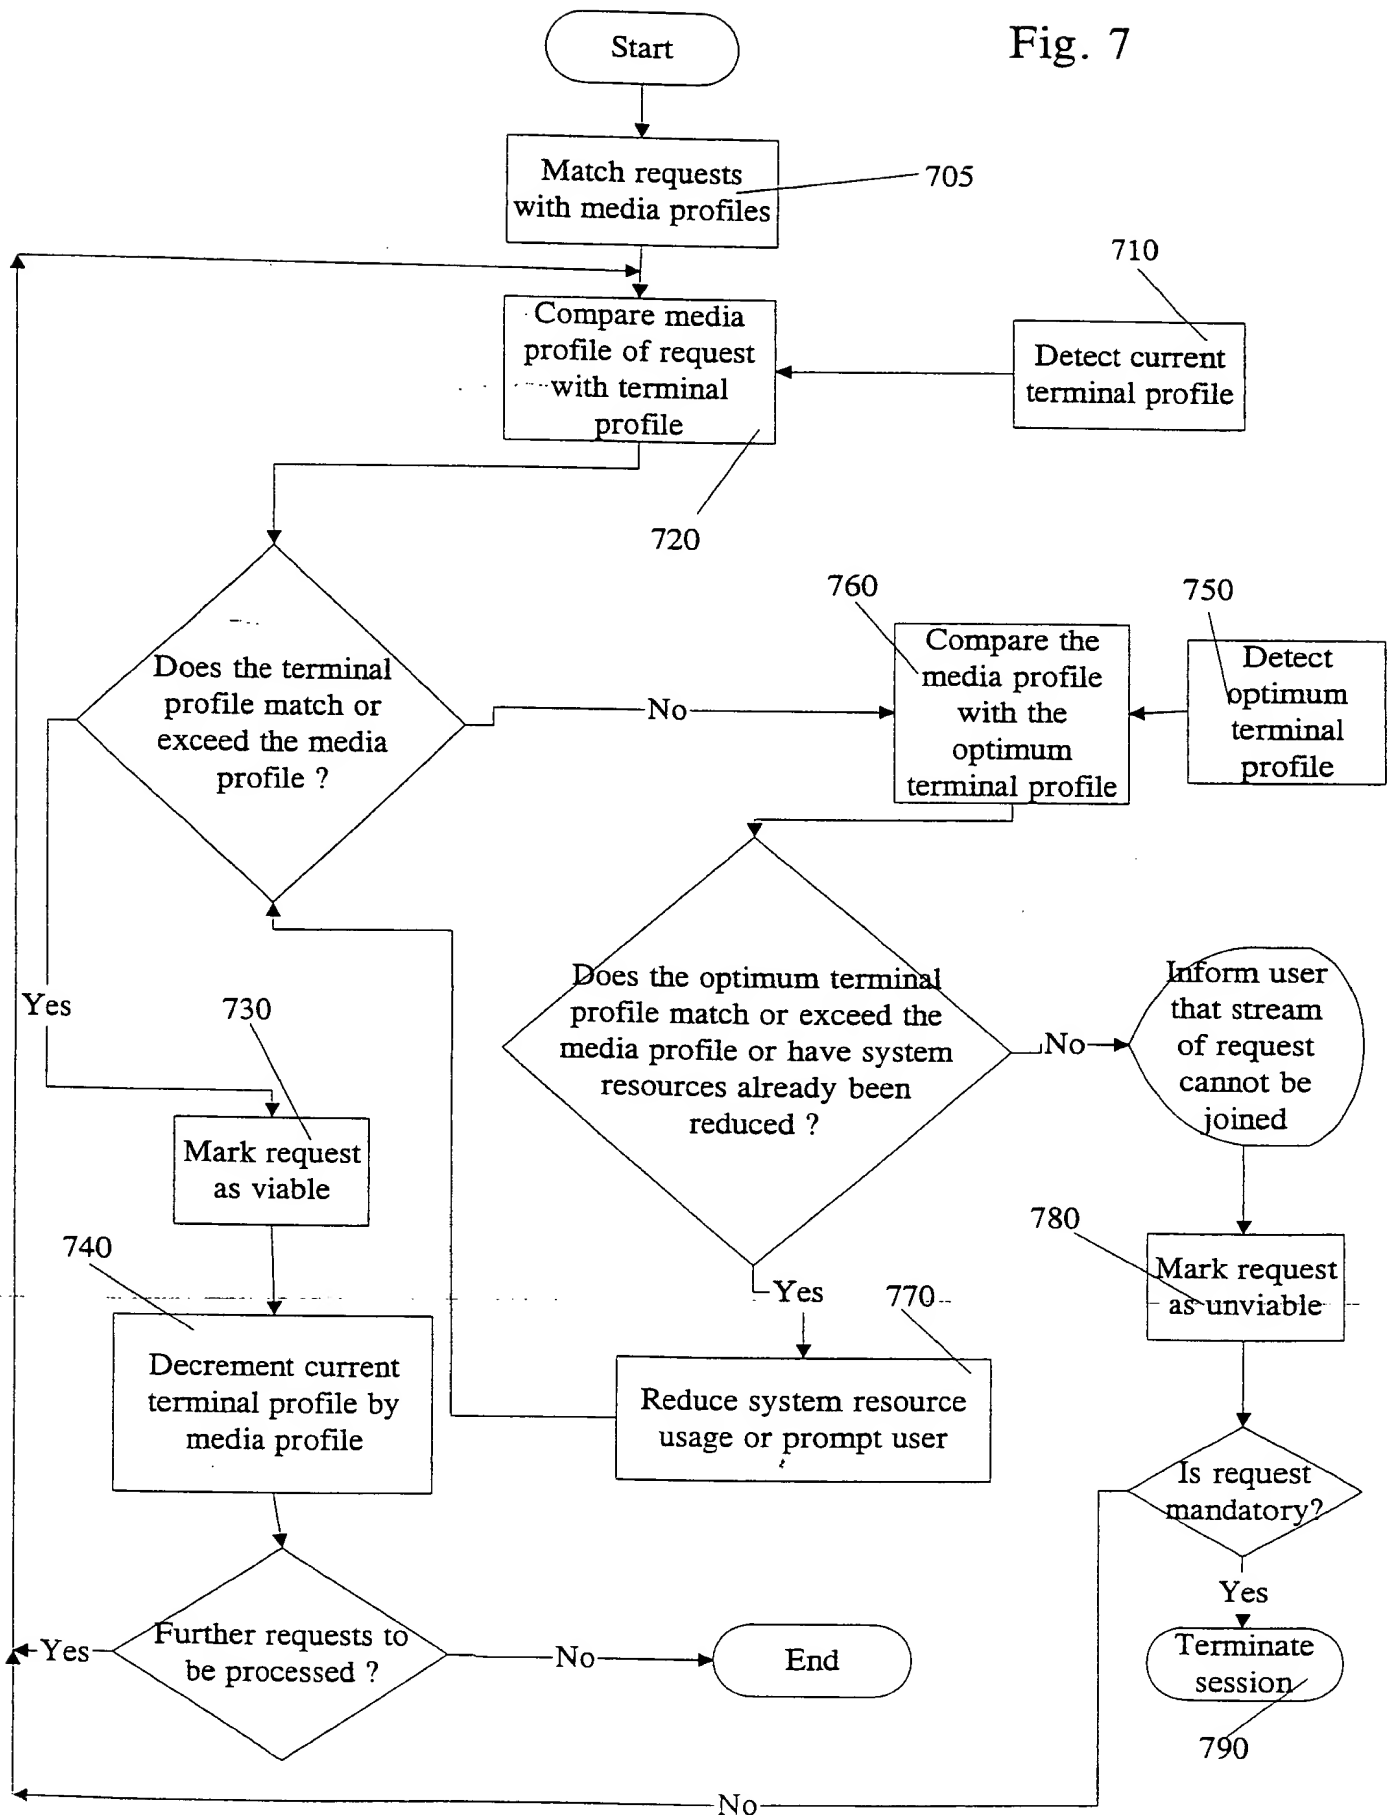 Fig. 7
Start
Match requests
with media profiles
705
710
Compare media
profile of request
with terminal
profile
Detect current
terminal profile
720
760
750
Does the terminal
profile match or
exceed the media
profile ?
No
Compare the
media profile
with the
optimum
terminal profile
Detect
optimum
terminal
profile
Yes
730
Does the optimum terminal
profile match or exceed the
media profile or have system
resources already been
reduced ?
No
Inform user
that stream
of request
cannot be
joined
Mark request
as viable
740
Yes
770
780
Mark request
as unviable
Decrement current
terminal profile by
media profile
Reduce system resource
usage or prompt user
Is request
mandatory?
Yes
Further requests to
be processed ?
Yes
No
End
Terminate
session
790
No